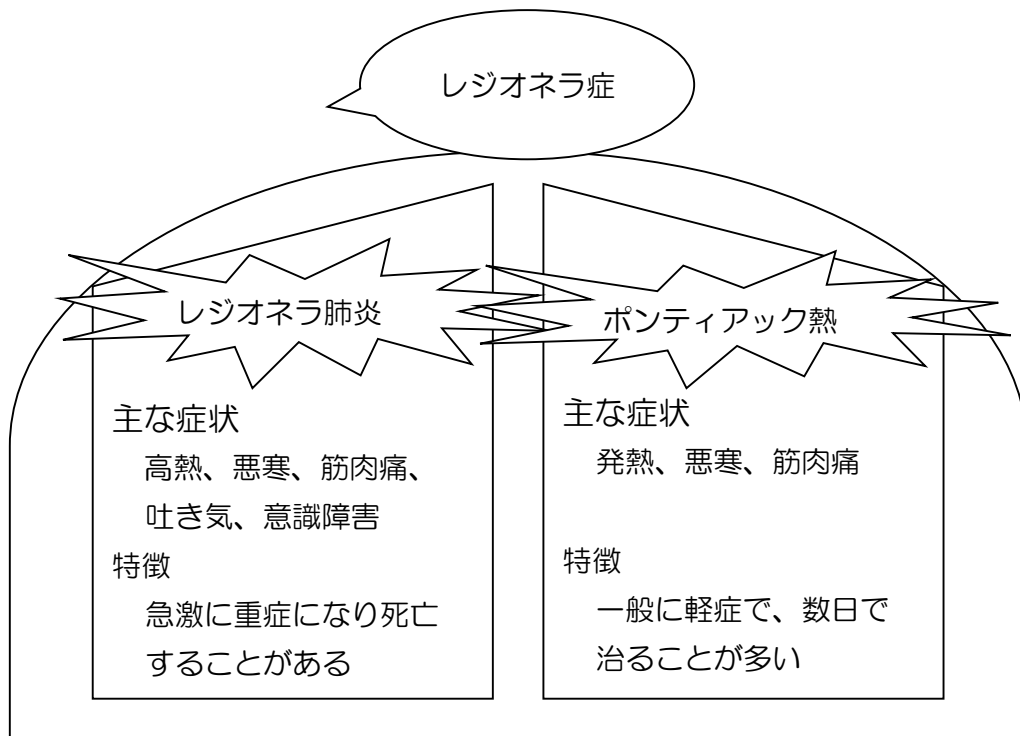 レジオネラ症
レジオネラ肺炎
主な症状
高熱、悪寒、筋肉痛、
吐き気、意識障害
特徴
急激に重症になり死亡
することがある
ポンティアック熱
主な症状
発熱、悪寒、筋肉痛
特徴
一般に軽症で、数日で
治ることが多い